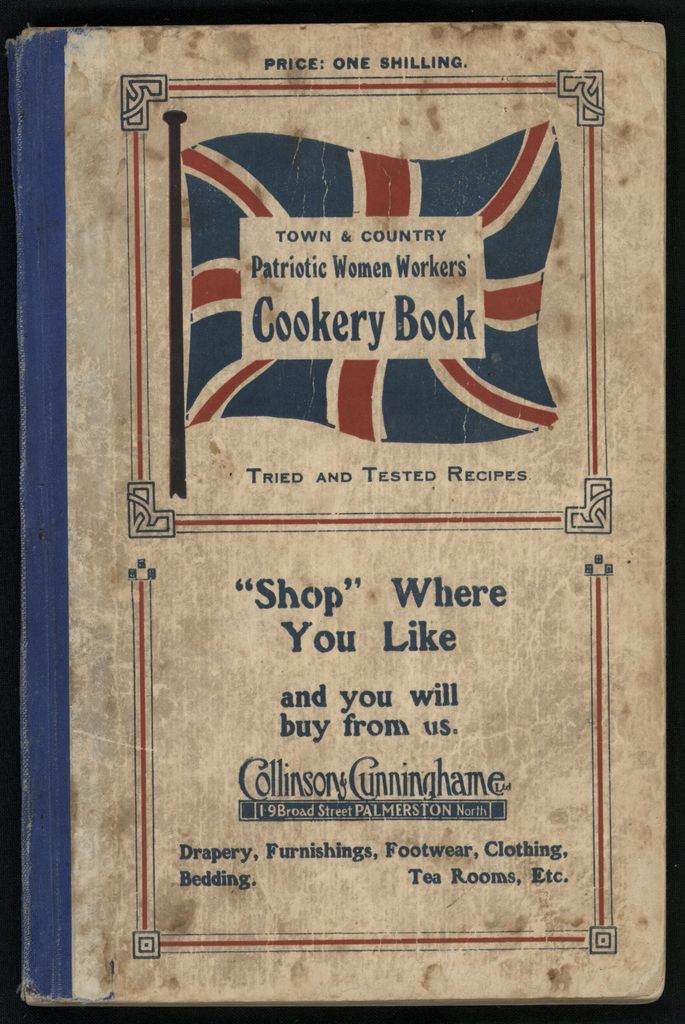 PRICE: ONE SHILLING.
TOWN & COUNTRY
Patriotic Women Workers'
Cookery Book
TRIED AND TESTED RECIPES
"Shop" Where
You Like
and you will
buy from us.
Collinson & Cunninghame Ltd
1-9 Broad Street PALMERSTON North
Drapery, Furnishings, Footwear, Clothing,
Bedding. Tea Rooms, Etc.